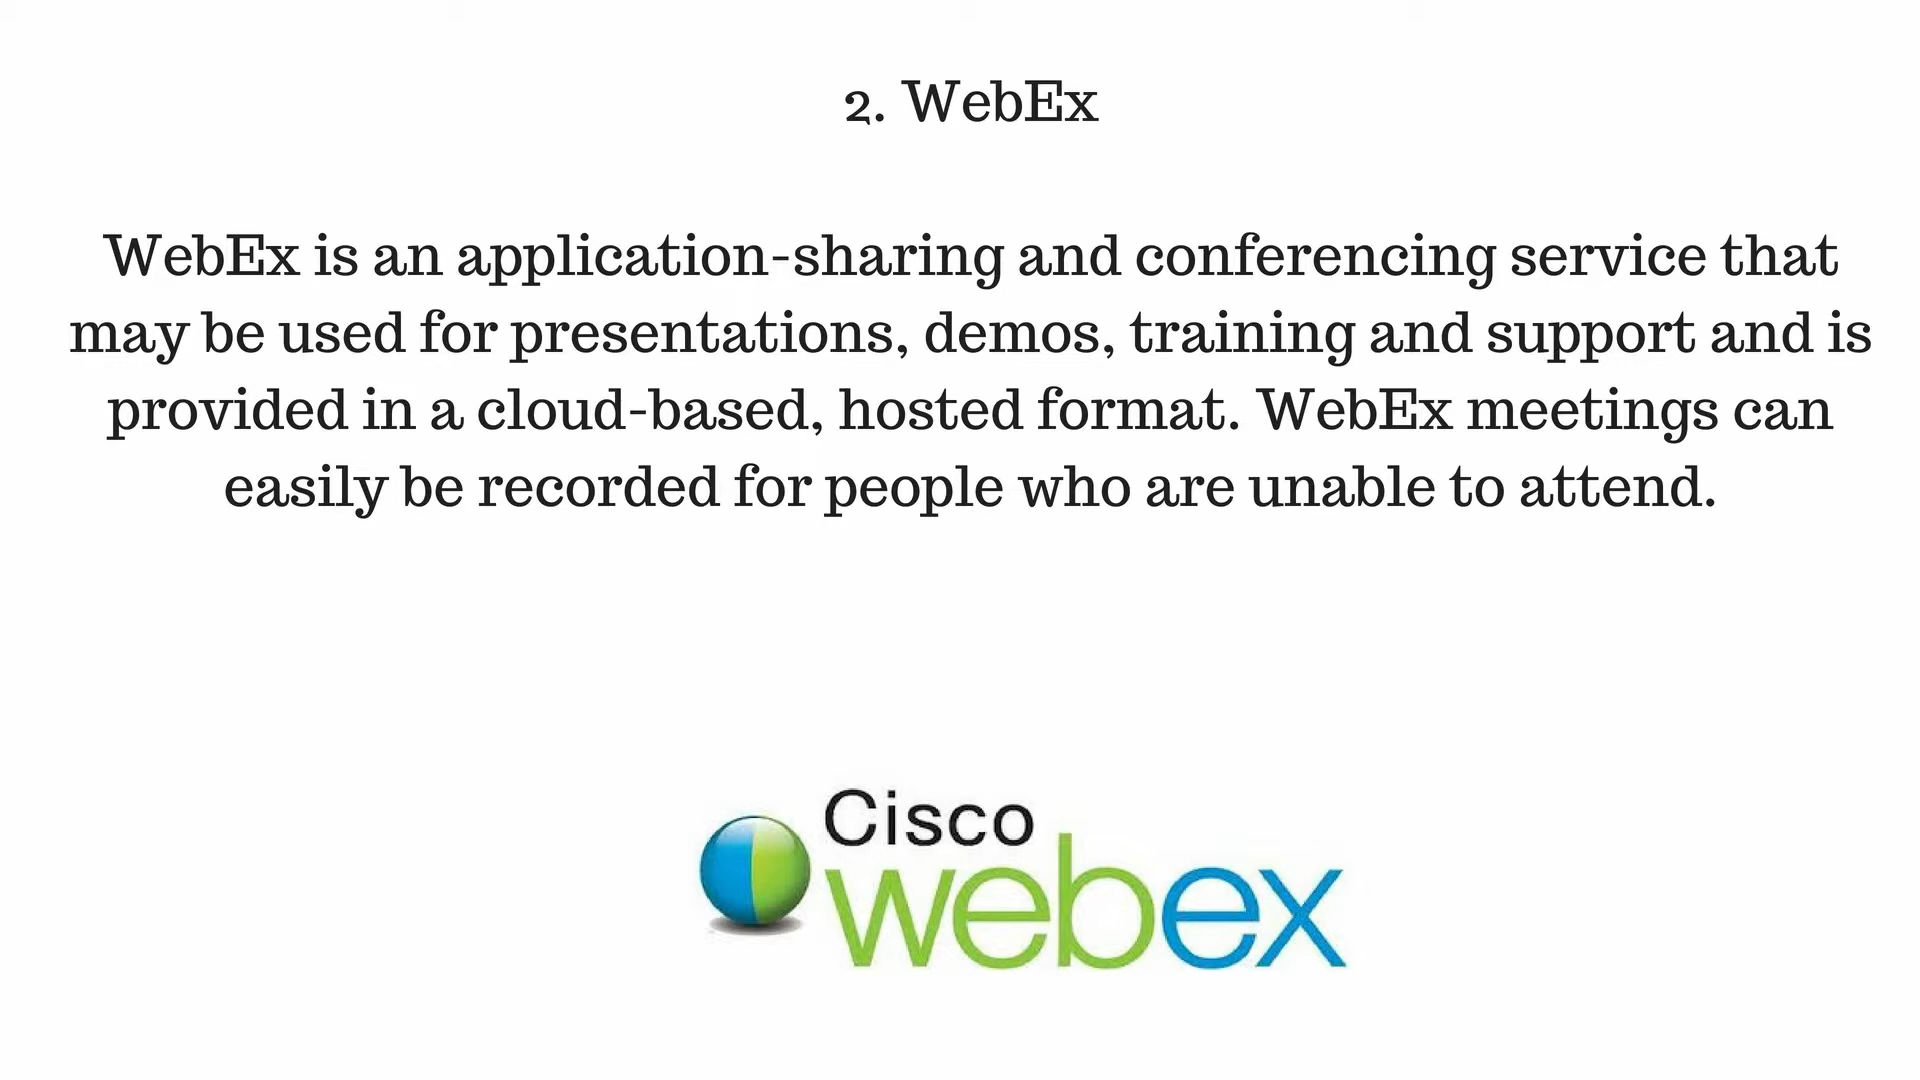 2. WebEx
WebEx is an application-sharing and conferencing service that
may be used for presentations, demos, training and support and is
provided in a cloud-based, hosted format. WebEx meetings can
easily be recorded for people who are unable to attend.
Cisco
webex